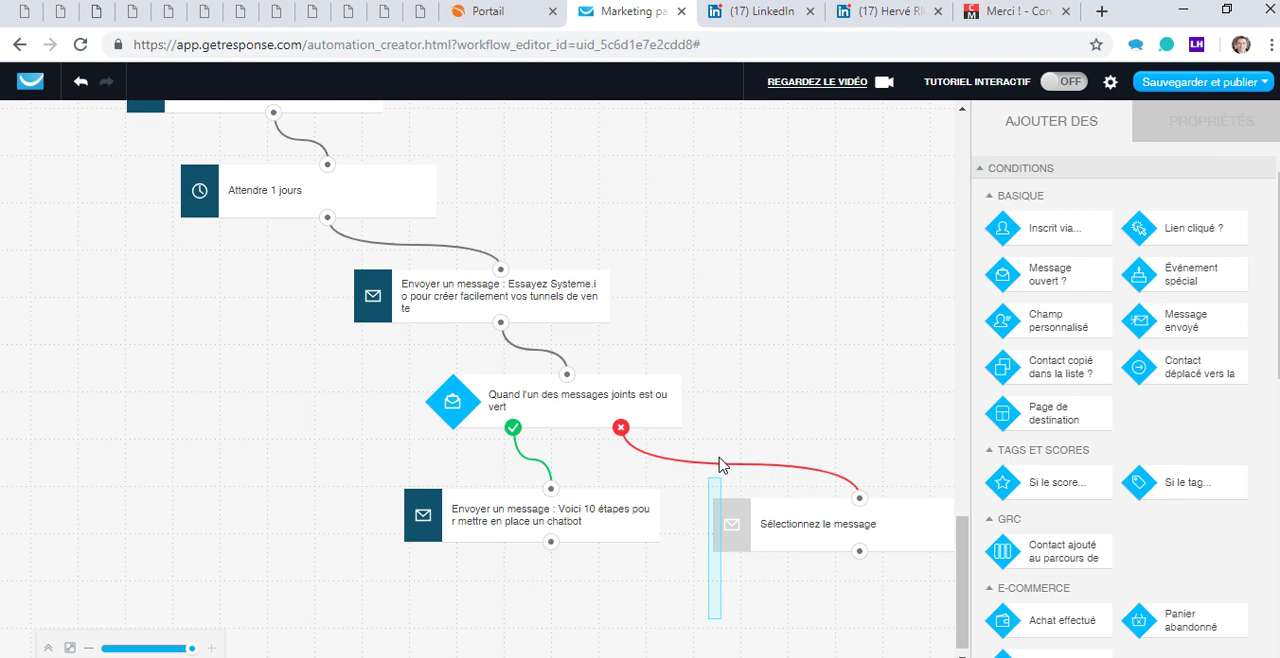 Portail
Marketing pa
(17) LinkedIn
(17) Hervé R
Merci ! - Con
https://app.getresponse.com/automation_creator.html?workflow_editor_id=uid_5c6d1e7e2cdd8#
LH
REGARDEZ LE VIDÉO
TUTORIEL INTERACTIF
OFF
Sauvegarder et publier
AJOUTER DES
PROPRIÉTÉS
CONDITIONS
BASIQUE
Inscrit via...
Lien cliqué ?
Message
ouvert ?
Événement
spécial
Champ
personnalisé
Message
envoyé
Contact copié
dans la liste ?
Contact
déplacé vers la
Page de
destination
TAGS ET SCORES
Si le score...
Si le tag...
GRC
Contact ajouté
au parcours de
E-COMMERCE
Achat effectué
Panier
abandonné
Attendre 1 jours
Envoyer un message : Essayez Systeme.i
o pour créer facilement vos tunnels de ven
te
Quand l'un des messages joints est ou
vert
Envoyer un message : Voici 10 étapes pou
r mettre en place un chatbot
Sélectionnez le message